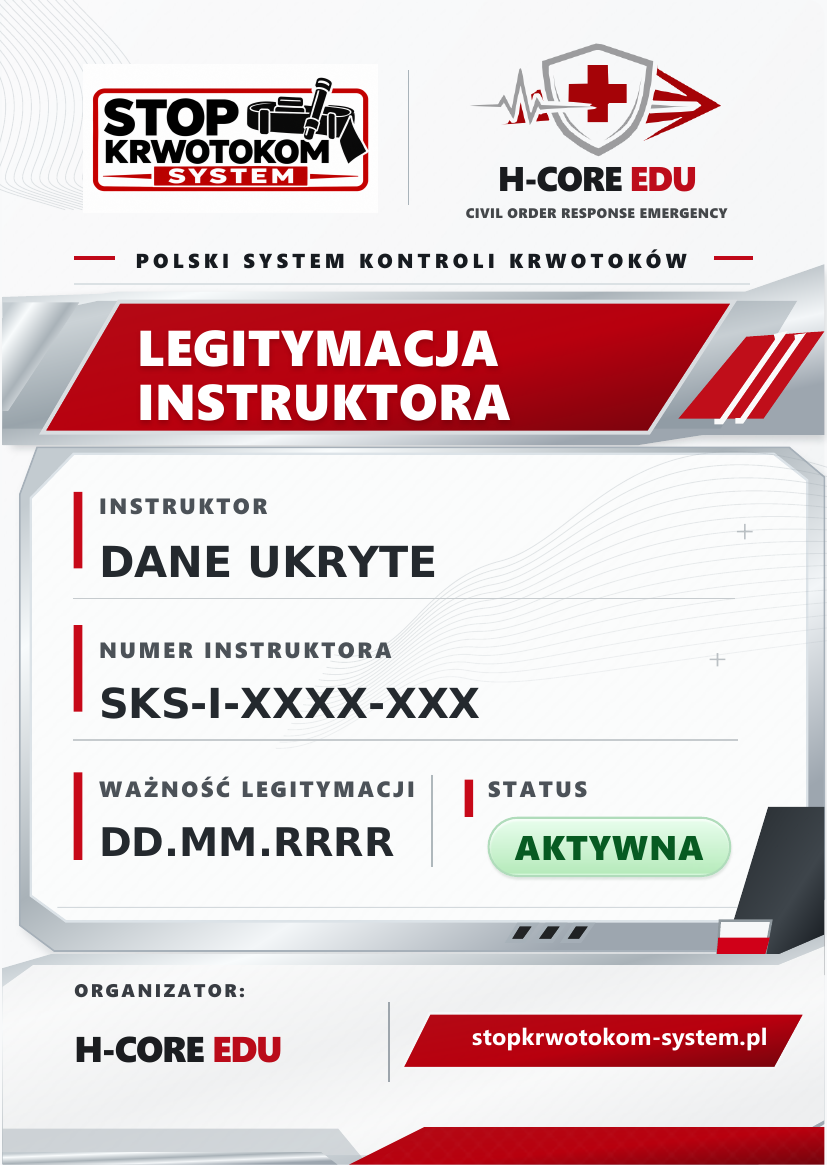 STOP
KRWOTOKOM
SYSTEM
H-CORE EDU
CIVIL ORDER RESPONSE EMERGENCY
POLSKI SYSTEM KONTROLI KRWOTOKÓW
LEGITYMACJA
INSTRUKTORA
INSTRUKTOR
DANE UKRYTE
NUMER INSTRUKTORA
SKS-I-XXXX-XXX
WAŻNOŚĆ LEGITYMACJI
DD.MM.RRRR
STATUS
AKTYWNA
ORGANIZATOR:
H-CORE EDU
stopkrwotokom-system.pl